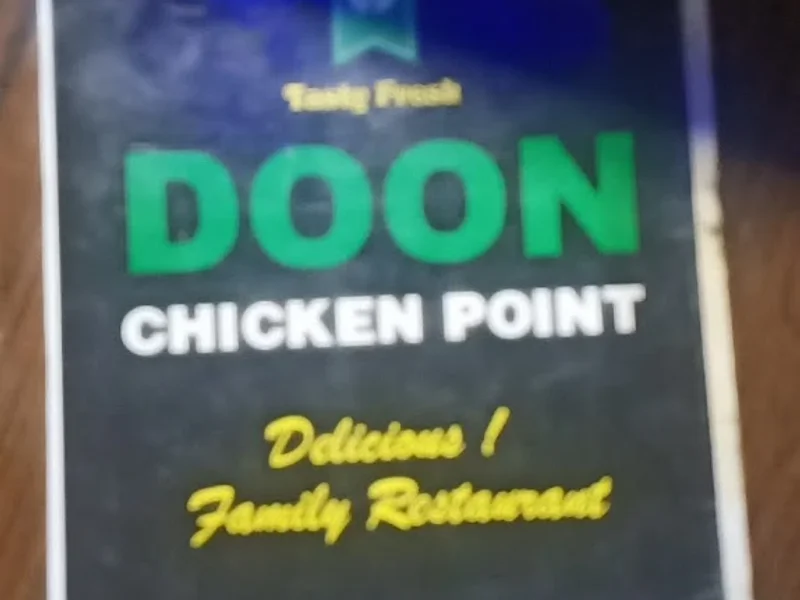 Tasty Fresh
DOON
CHICKEN POINT
Delicious !
Family Restaurant